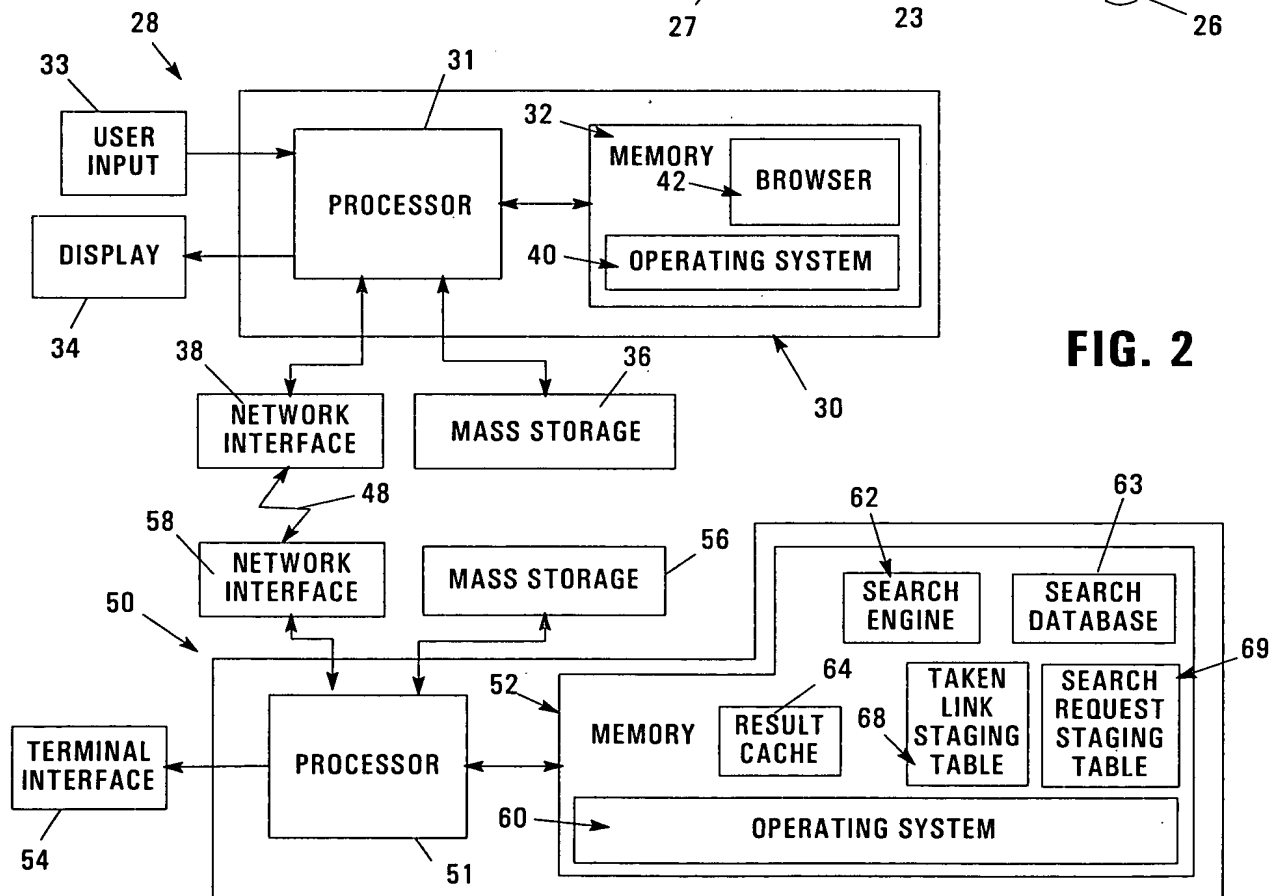 27
23
26
28
33
31
USER
INPUT
PROCESSOR
32
MEMORY
42
BROWSER
DISPLAY
40
OPERATING SYSTEM
34
38
36
30
FIG. 2
NETWORK
INTERFACE
MASS STORAGE
48
58
NETWORK
INTERFACE
MASS STORAGE
56
62
63
SEARCH
ENGINE
SEARCH
DATABASE
50
52
64
69
TERMINAL
INTERFACE
PROCESSOR
MEMORY
RESULT
CACHE
68
TAKEN
LINK
STAGING
TABLE
SEARCH
REQUEST
STAGING
TABLE
60
OPERATING SYSTEM
54
51